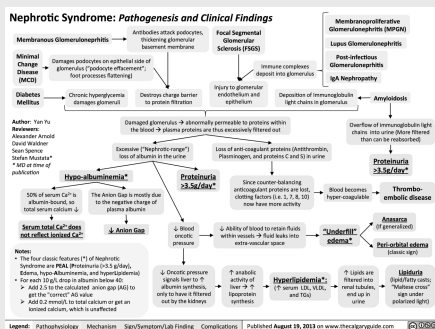 Nephrotic Syndrome: Pathogenesis and Clinical Findings
Membranous Glomerulonephritis
Antibodies attack podocytes,
thickening glomerular
basement membrane
Focal Segmental
Glomerular
Sclerosis (FSGS)
Membranoproliferative
Glomerulonephritis (MPGN)
Lupus Glomerulonephritis
Post-infectious
Glomerulonephritis
IgA Nephropathy
Minimal
Change
Disease
(MCD)
Damages podocytes on epithelial side of
glomerulus ("podocyte effacement";
foot processes flattening)
Immune complexes
deposit into glomerulus
Diabetes
Mellitus
Chronic hyperglycemia
damages glomeruli
Destroys charge barrier
to protein filtration
Injury to glomerular
endothelium and
epithelium
Deposition of Immunoglobulin
light chains in glomerulus
Amyloidosis
Author: Yan Yu
Reviewers:
Alexander Arnold
David Waldner
Sean Spence
Stefan Mustata*
* MD at time of
publication
Damaged glomerulus → abnormally permeable to proteins within
the blood → plasma proteins are thus excessively filtered out
Overflow of immunoglobulin light
chains into urine (More filtered
than can be reabsorbed)
Excessive ("Nephrotic-range")
loss of albumin in the urine
Loss of anti-coagulant proteins (Antithrombin,
Plasminogen, and proteins C and S) in urine
Proteinuria
>3.5g/day*
Hypo-albuminemia*
Proteinuria
>3.5g/day*
50% of serum Ca²⁺ is
albumin-bound, so
total serum calcium ↓
The Anion Gap is mostly due
to the negative charge of
plasma albumin
Since counter-balancing
anticoagulant proteins are lost,
clotting factors (i.e. 1, 7, 8, 10)
now have more activity
Blood becomes
hyper-coagulable
Thrombo-
embolic disease
Serum total Ca²⁺ does
not reflect ionized Ca²⁺
↓ Anion Gap
↓ Blood
oncotic
pressure
↓ Ability of blood to retain fluids
within vessels → fluid leaks into
extra-vascular space
"Underfill"
edema*
Anasarca
(if generalized)
Peri-orbital edema
(classic sign)
Notes:
• The four classic features (*) of Nephrotic
Syndrome are PEAL (Proteinuria (>3.5 g/day),
Edema, hypo-Albuminemia, and hyperLipidemia)
• For each 10 g/L drop in albumin below 40:
➢ Add 2.5 to the calculated anion gap (AG) to
get the "correct" AG value
➢ Add 0.2 mmol/L to total calcium or get an
ionized calcium, which is unaffected
↓ Oncotic pressure
signals liver to ↑
albumin synthesis,
only to have it filtered
out by the kidneys
↑ anabolic
activity of
liver → ↑
lipoprotein
synthesis
Hyperlipidemia*:
(↑ serum LDL, VLDL,
and TGs)
↑ Lipids are
filtered into
renal tubules,
end up in
urine
Lipiduria
(lipid/fatty casts;
"Maltese cross"
sign under
polarized light)
Legend: Pathophysiology Mechanism Sign/Symptom/Lab Finding Complications Published August 19, 2013 on www.thecalgaryguide.com